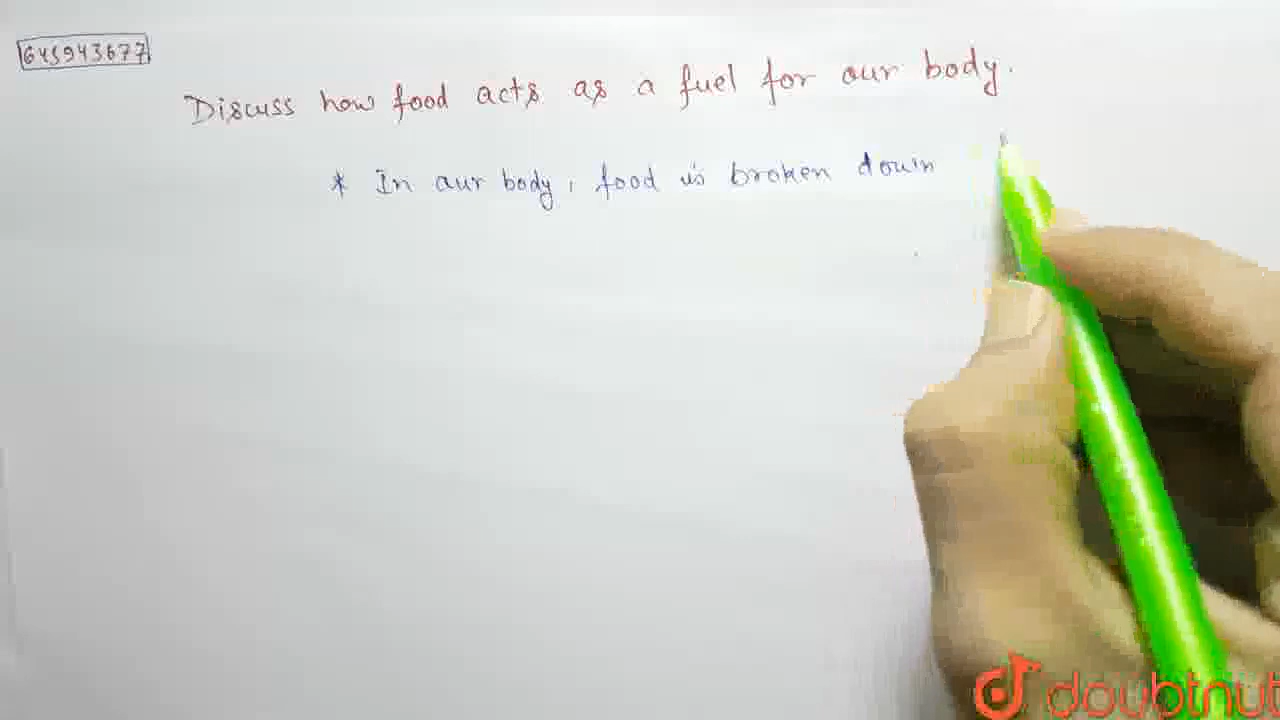 645943677
Discuss how food acts as a fuel for our body.
* In our body, food is broken down
doubtnut